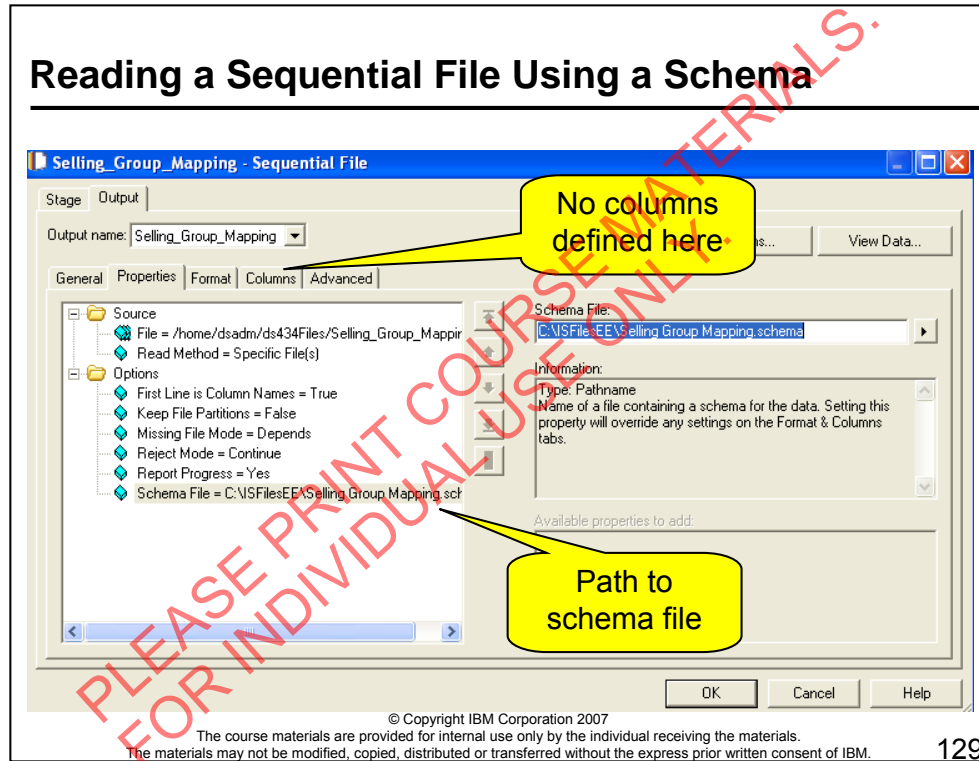 Reading a Sequential File Using a Schema
Selling_Group_Mapping - Sequential File
Stage
Output
Output name:
Selling_Group_Mapping
No columns
defined here
View Data...
General
Properties
Format
Columns
Advanced
Source
File = /home/dsadm/ds434Files/Selling_Group_Mappin
Read Method = Specific File(s)
Options
First Line is Column Names = True
Keep File Partitions = False
Missing File Mode = Depends
Reject Mode = Continue
Report Progress = Yes
Schema File = C:\ISFilesEE\Selling Group Mapping.sch
Schema File:
C:\ISFilesEE\Selling Group Mapping.schema
Information:
Type: Pathname
Name of a file containing a schema for the data. Setting this
property will override any settings on the Format & Columns
tabs.
Available properties to add:
Path to
schema file
OK
Cancel
Help
PLEASE PRINT COURSE MATERIALS.
FOR INDIVIDUAL USE ONLY.
© Copyright IBM Corporation 2007
The course materials are provided for internal use only by the individual receiving the materials.
The materials may not be modified, copied, distributed or transferred without the express prior written consent of IBM.
129